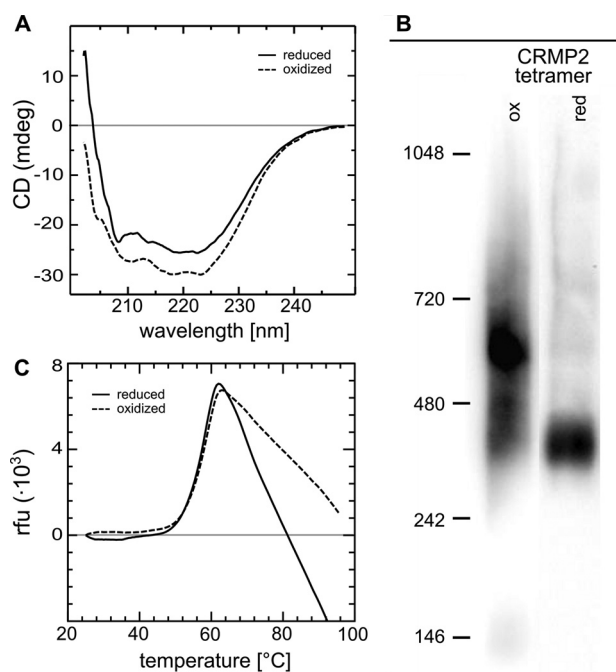 A
reduced
oxidized
10
0
-10
-20
-30
CD (mdeg)
210 220 230 240
wavelength [nm]
B
CRMP2
tetramer
ox
red
1048
720
480
242
146
C
reduced
oxidized
8
4
0
rfu (·10³)
20 40 60 80 100
temperature [°C]